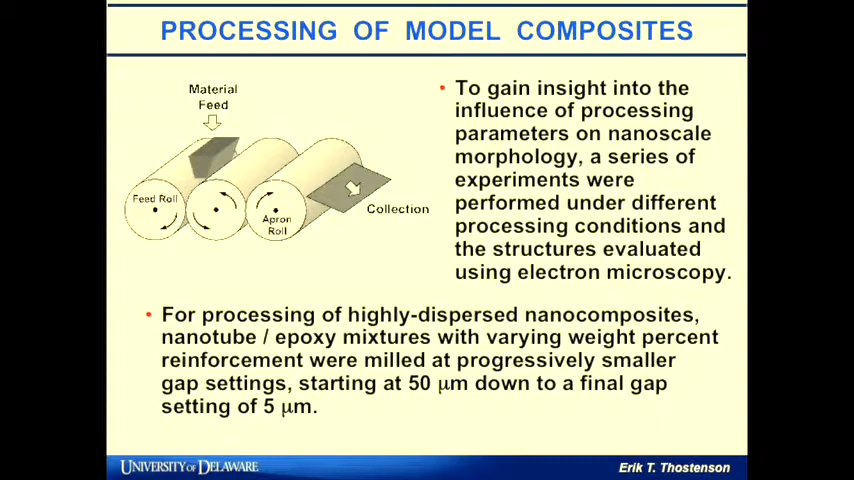 PROCESSING OF MODEL COMPOSITES
Material
Feed
Feed Roll
Apron
Roll
Collection
• To gain insight into the
influence of processing
parameters on nanoscale
morphology, a series of
experiments were
performed under different
processing conditions and
the structures evaluated
using electron microscopy.
• For processing of highly-dispersed nanocomposites,
nanotube / epoxy mixtures with varying weight percent
reinforcement were milled at progressively smaller
gap settings, starting at 50 μm down to a final gap
setting of 5 μm.
UNIVERSITY OF DELAWARE
Erik T. Thostenson